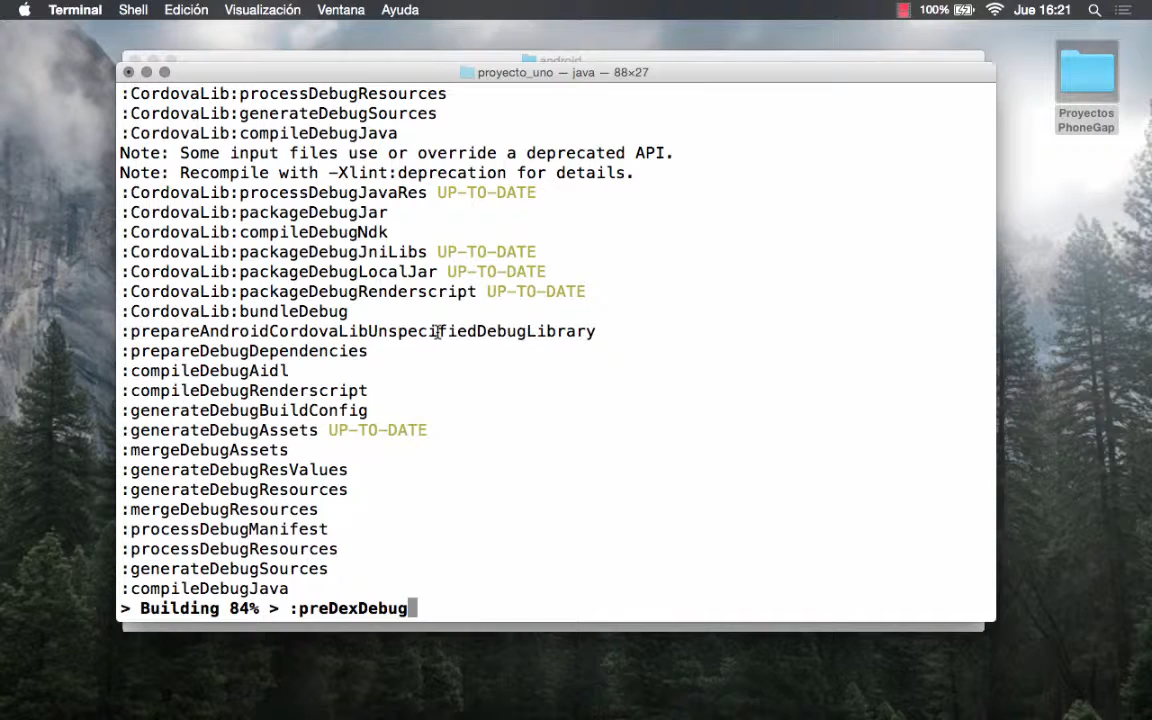 Terminal Shell Edición Visualización Ventana Ayuda 100% Jue 16:21
android
proyecto_uno — java — 88×27
:CordovaLib:processDebugResources
:CordovaLib:generateDebugSources
:CordovaLib:compileDebugJava
Note: Some input files use or override a deprecated API.
Note: Recompile with -Xlint:deprecation for details.
:CordovaLib:processDebugJavaRes UP-TO-DATE
:CordovaLib:packageDebugJar
:CordovaLib:compileDebugNdk
:CordovaLib:packageDebugJniLibs UP-TO-DATE
:CordovaLib:packageDebugLocalJar UP-TO-DATE
:CordovaLib:packageDebugRenderscript UP-TO-DATE
:CordovaLib:bundleDebug
:prepareAndroidCordovaLibUnspecifiedDebugLibrary
:prepareDebugDependencies
:compileDebugAidl
:compileDebugRenderscript
:generateDebugBuildConfig
:generateDebugAssets UP-TO-DATE
:mergeDebugAssets
:generateDebugResValues
:generateDebugResources
:mergeDebugResources
:processDebugManifest
:processDebugResources
:generateDebugSources
:compileDebugJava
> Building 84% > :preDexDebug
Proyectos
PhoneGap